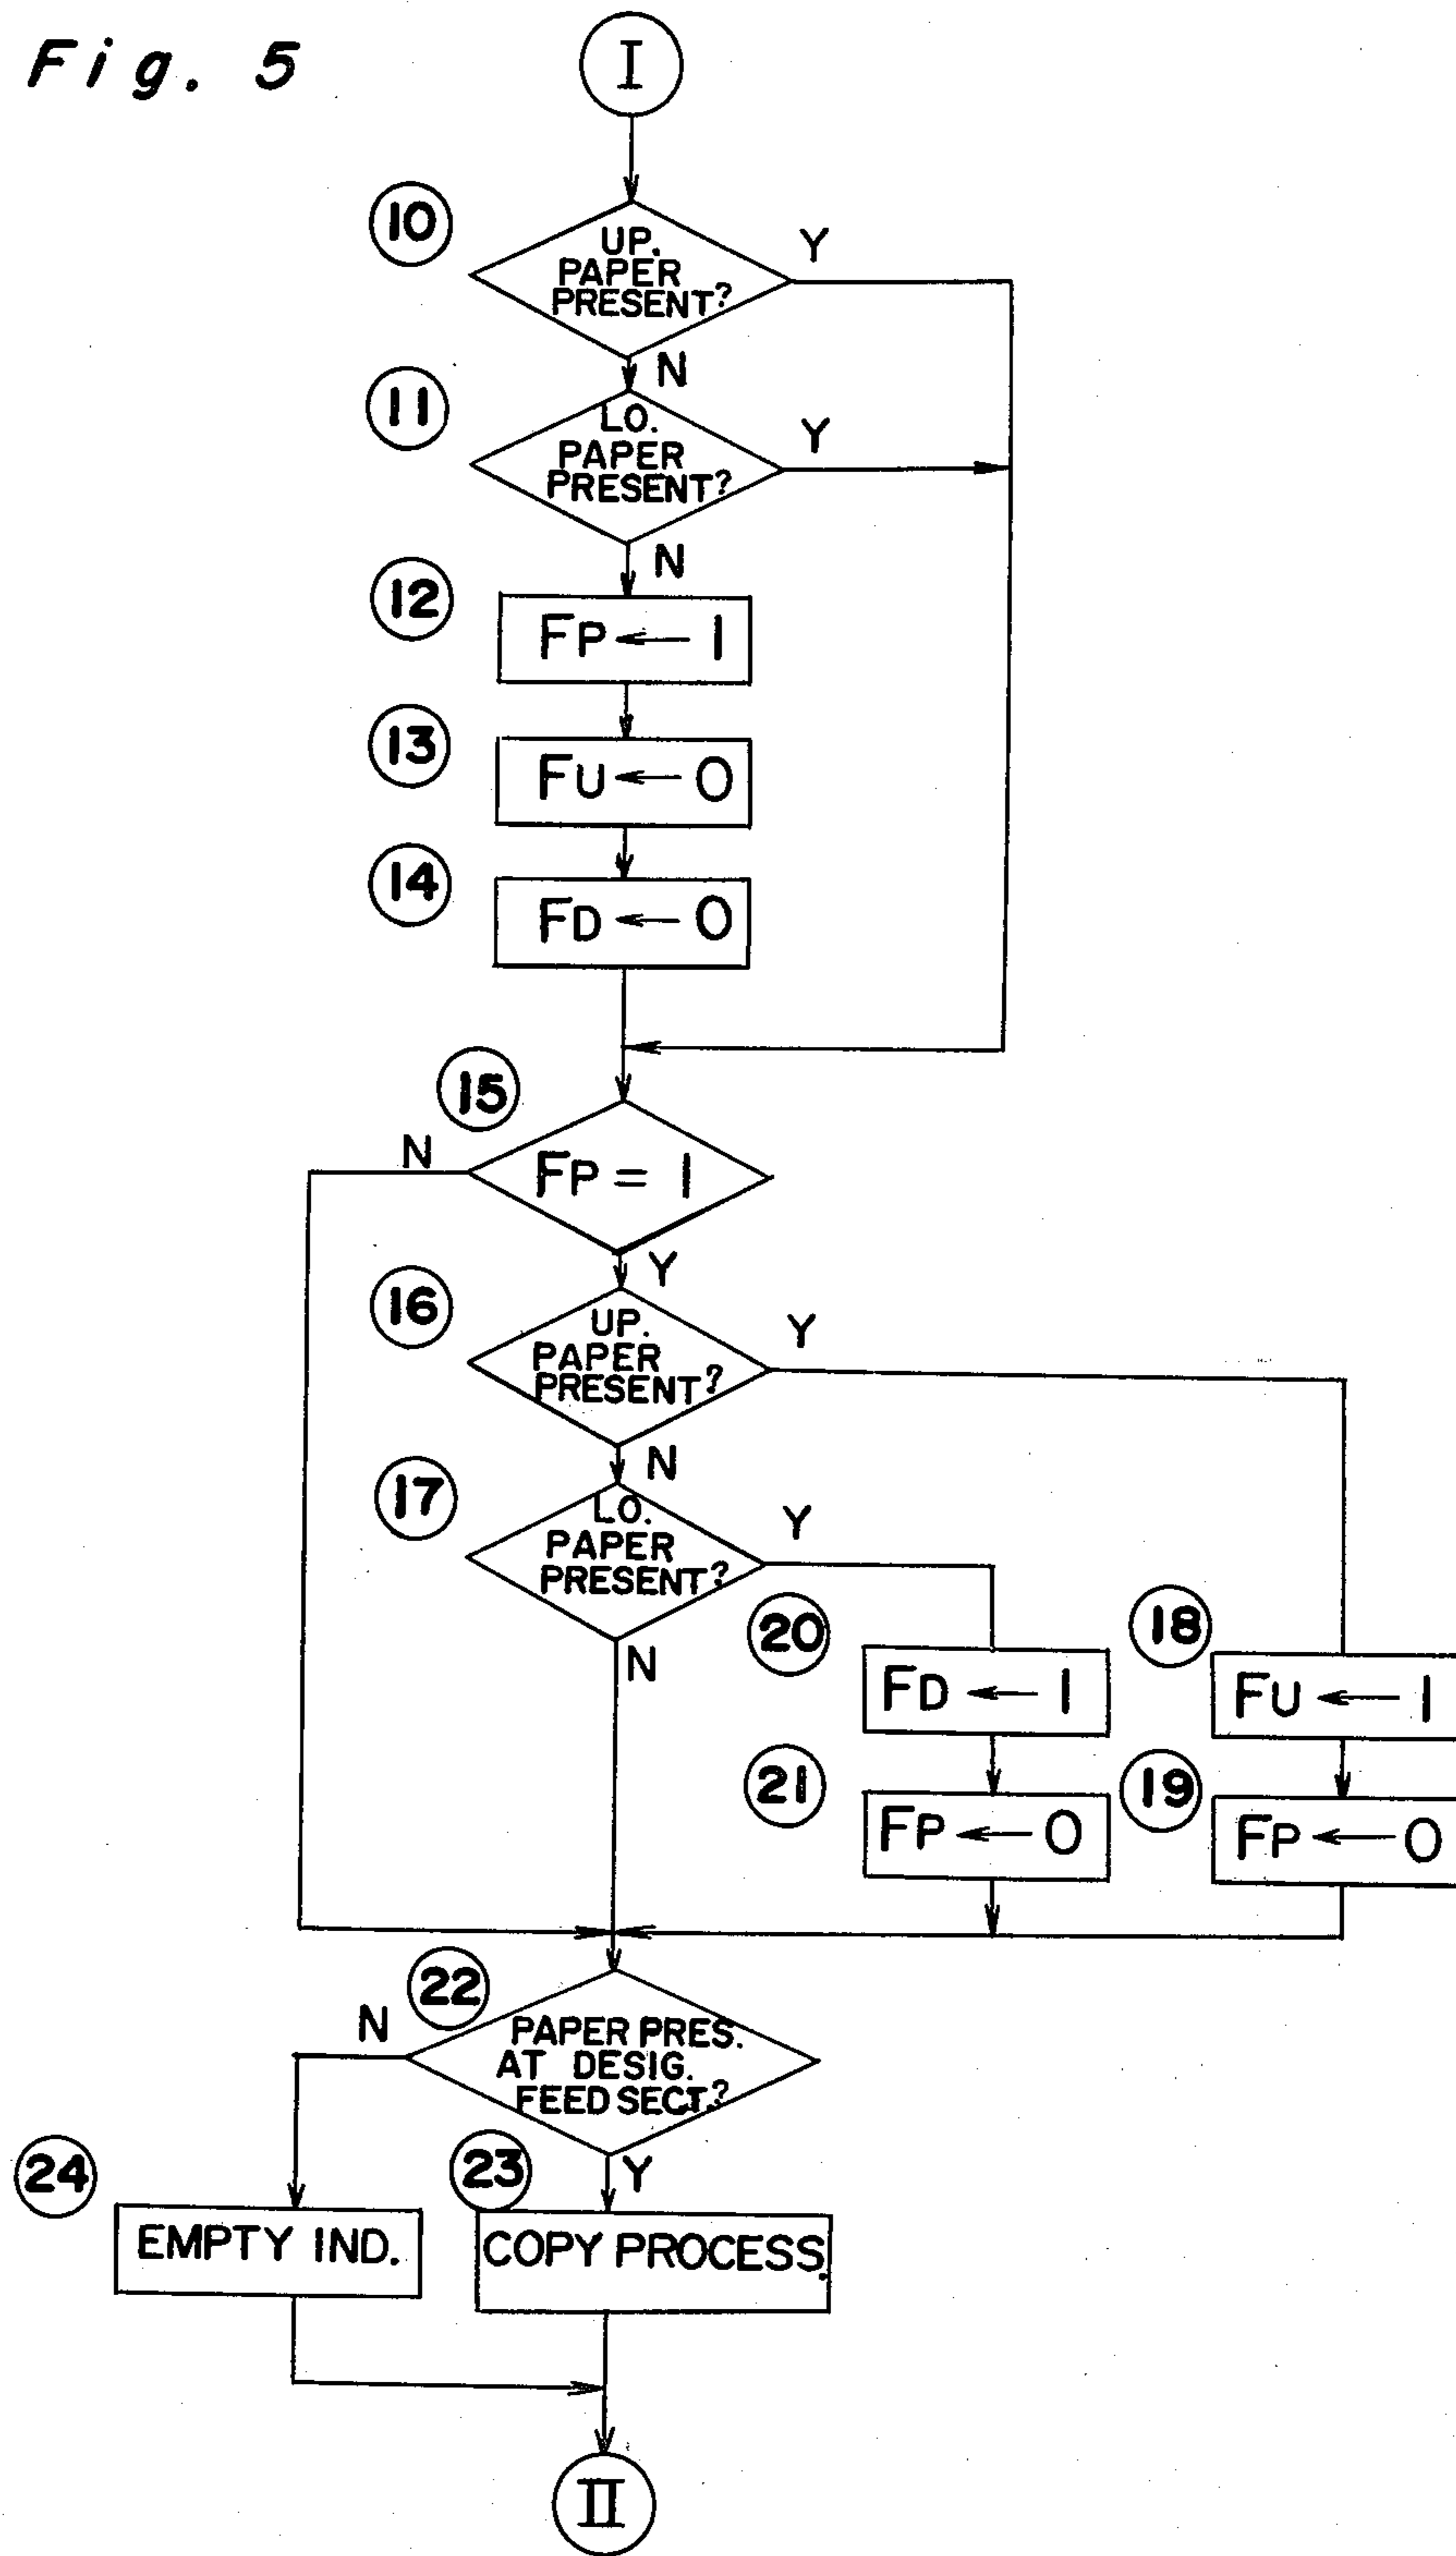 Fig. 5
I
10
UP.
PAPER
PRESENT?
Y
N
11
LO.
PAPER
PRESENT?
Y
N
12
FP ← 1
13
FU ← 0
14
FD ← 0
15
N
FP = 1
Y
16
UP.
PAPER
PRESENT?
Y
N
17
LO.
PAPER
PRESENT?
Y
N
20
FD ← 1
18
FU ← 1
21
FP ← 0
19
FP ← 0
22
N
PAPER PRES.
AT DESIG.
FEED SECT.?
Y
24
EMPTY IND.
23
COPY PROCESS.
II